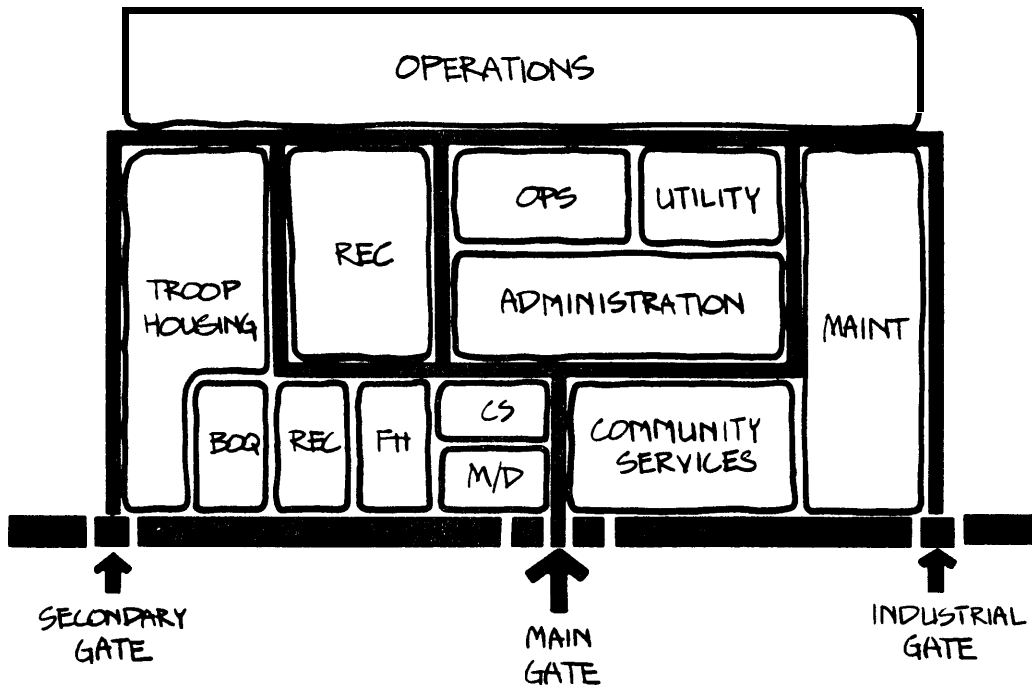 OPERATIONS
OPS
UTILITY
REC
TROOP
HOUSING
ADMINISTRATION
MAINT
BOQ
REC
FH
CS
M/D
COMMUNITY
SERVICES
SECONDARY
GATE
MAIN
GATE
INDUSTRIAL
GATE